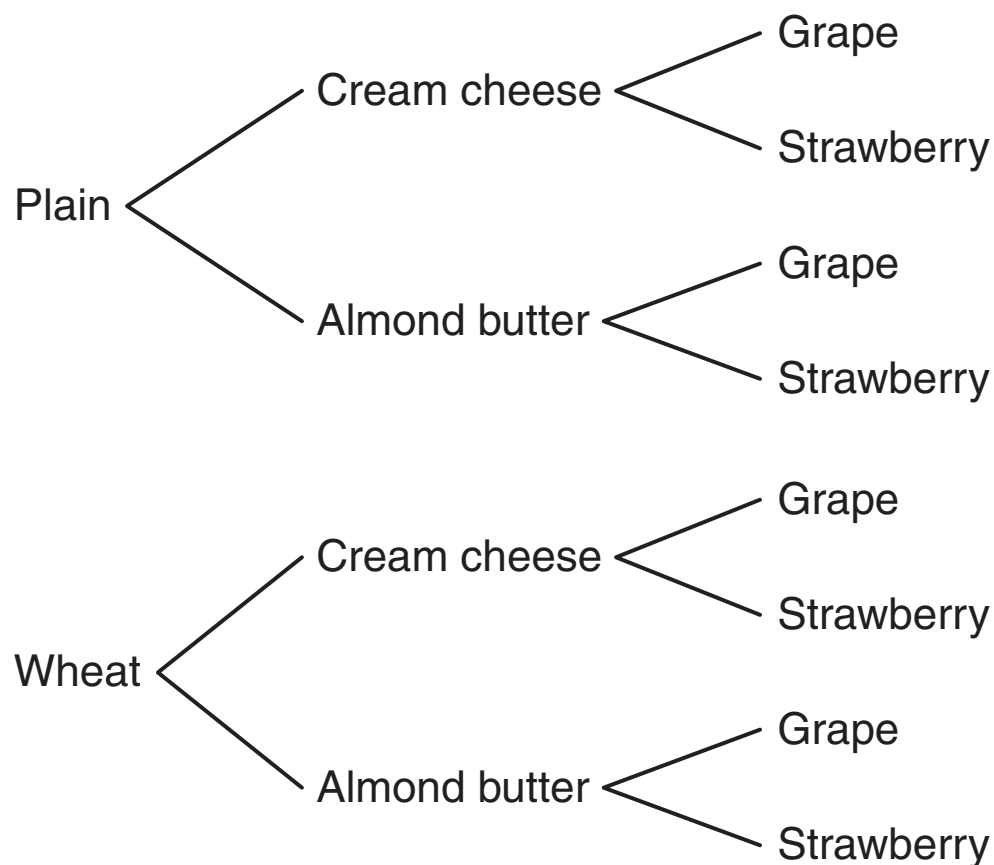 Grape
Cream cheese
Strawberry
Plain
Grape
Almond butter
Strawberry
Grape
Cream cheese
Strawberry
Wheat
Grape
Almond butter
Strawberry